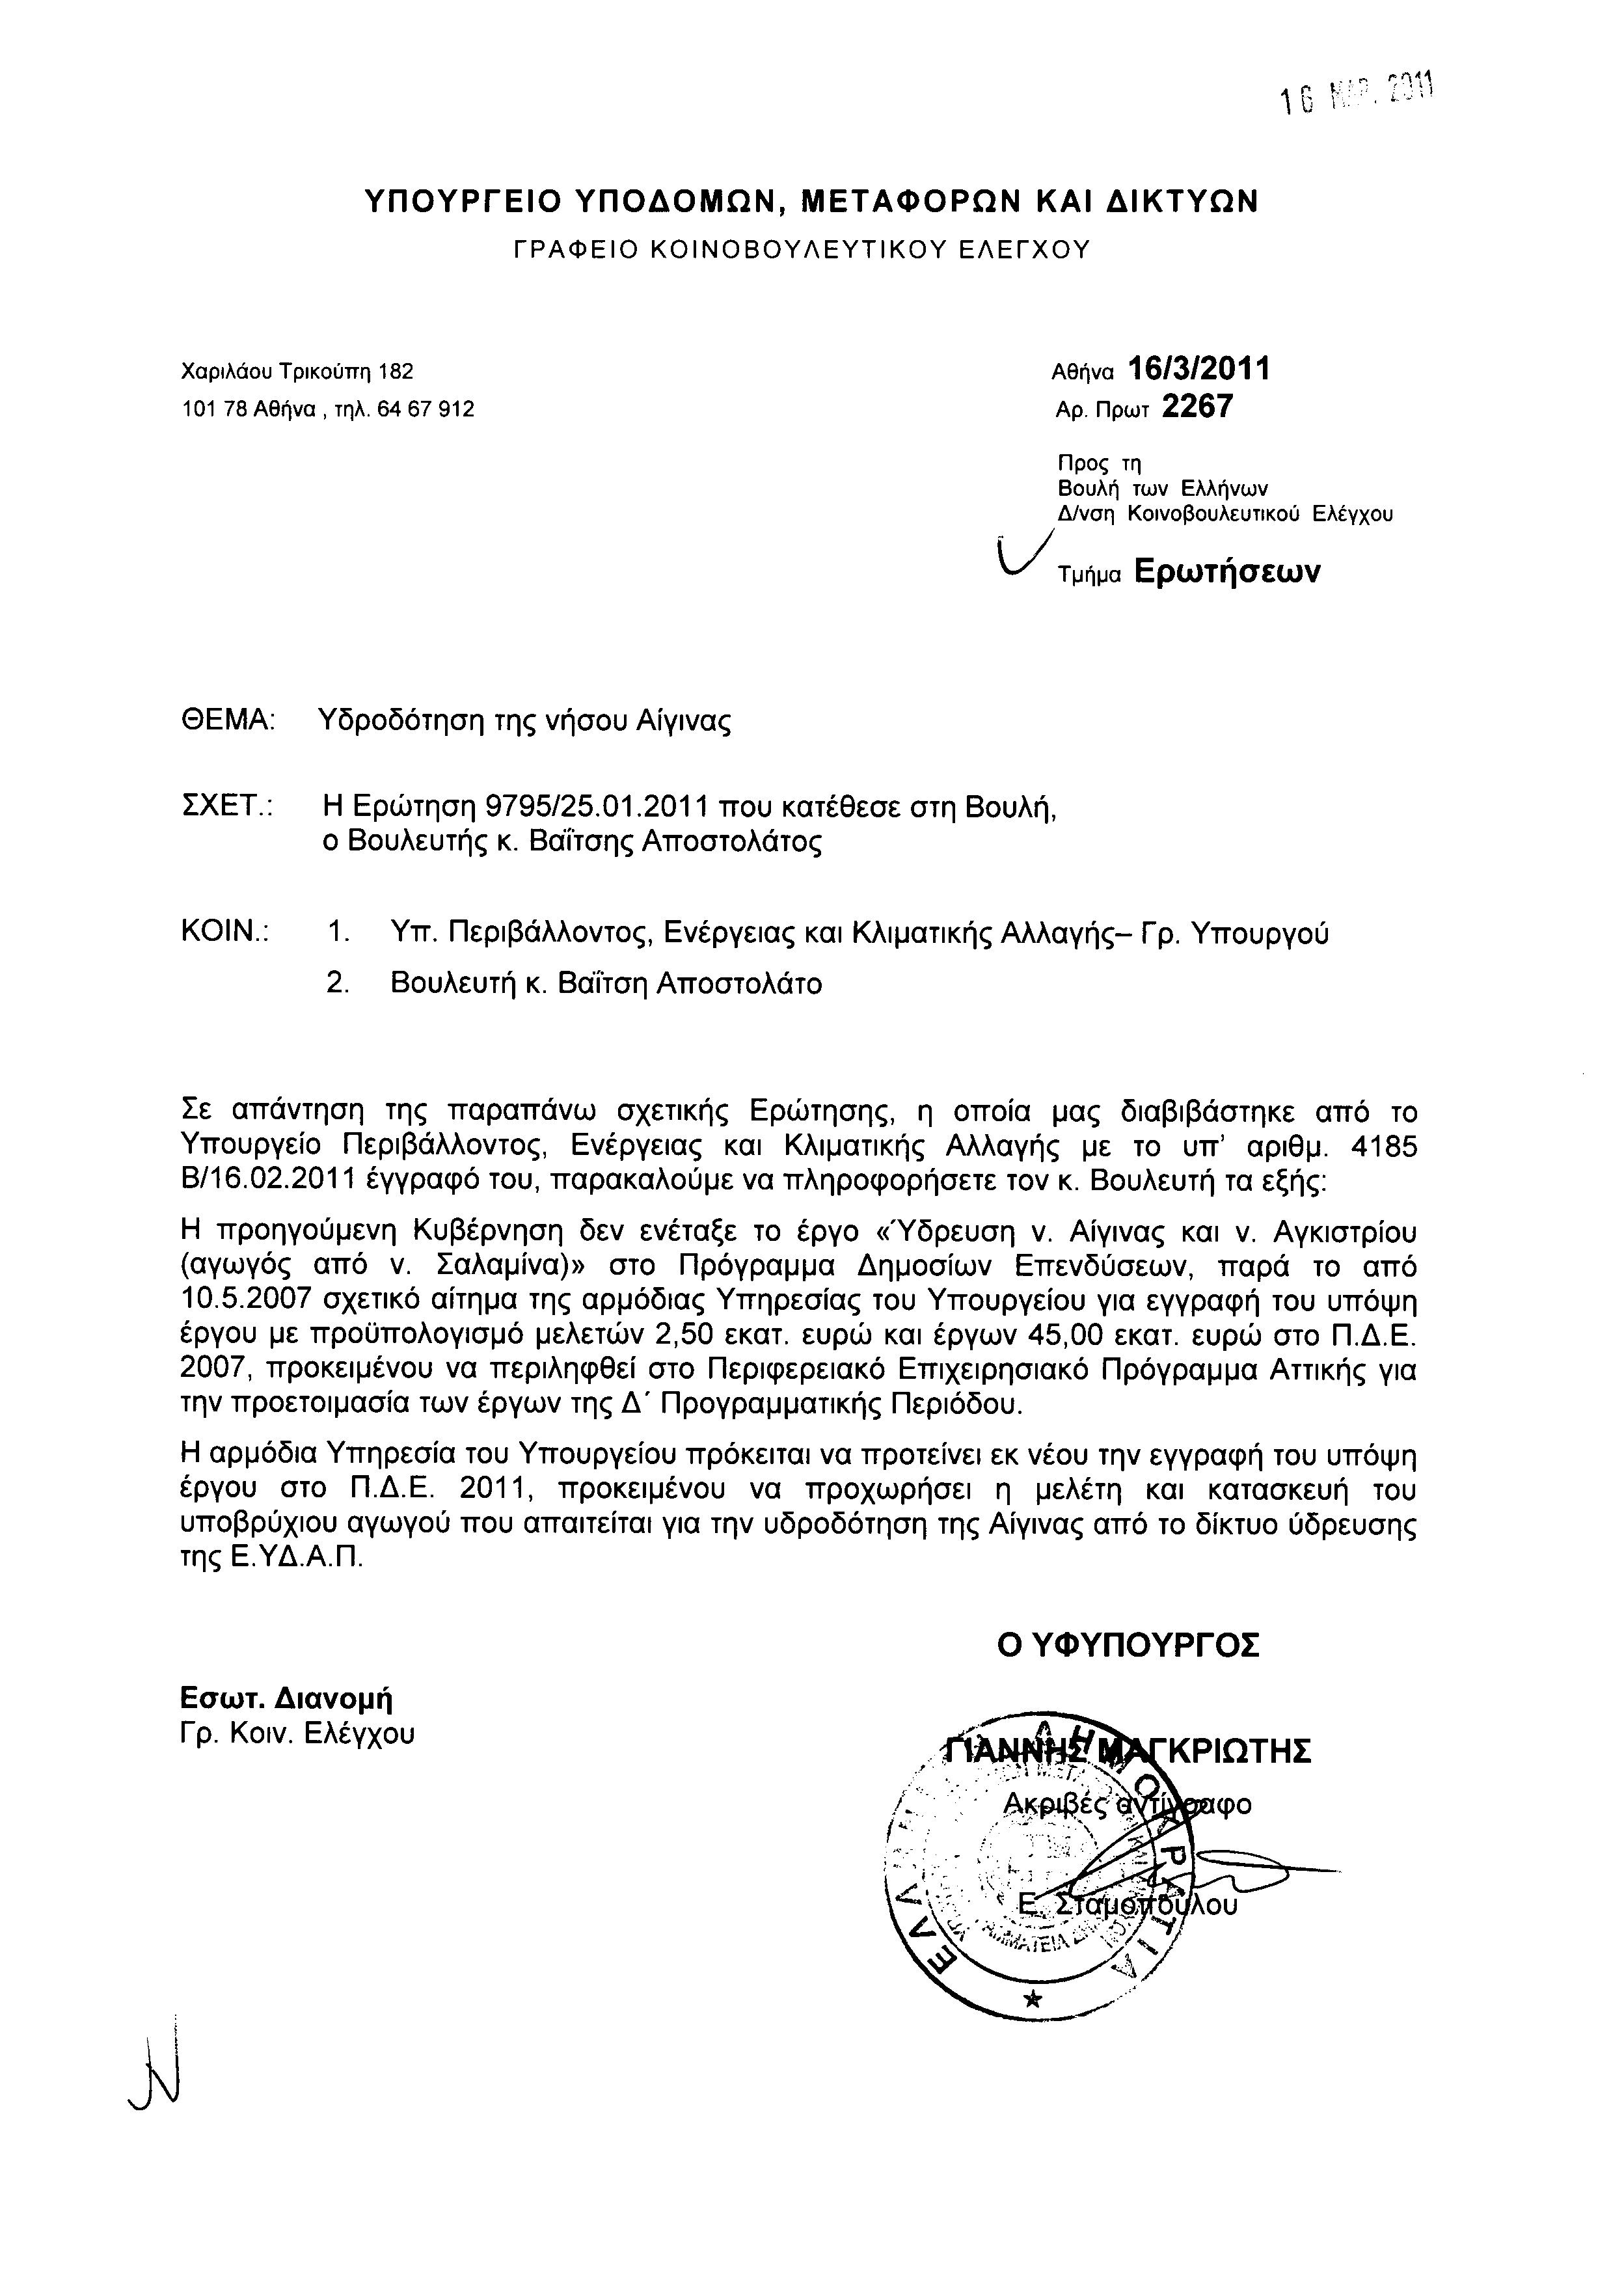 16 ΜΑΡ. 2011
ΥΠΟΥΡΓΕΙΟ ΥΠΟΔΟΜΩΝ, ΜΕΤΑΦΟΡΩΝ ΚΑΙ ΔΙΚΤΥΩΝ
ΓΡΑΦΕΙΟ ΚΟΙΝΟΒΟΥΛΕΥΤΙΚΟΥ ΕΛΕΓΧΟΥ
Χαριλάου Τρικούπη 182
101 78 Αθήνα , τηλ. 64 67 912
Αθήνα 16/3/2011
Αρ. Πρωτ 2267
Προς τη
Βουλή των Ελλήνων
Δ/νση Κοινοβουλευτικού Ελέγχου
Τμήμα Ερωτήσεων
ΘΕΜΑ: Υδροδότηση της νήσου Αίγινας
ΣΧΕΤ.: Η Ερώτηση 9795/25.01.2011 που κατέθεσε στη Βουλή,
ο Βουλευτής κ. Βαΐτσης Αποστολάτος
ΚΟΙΝ.: 1. Υπ. Περιβάλλοντος, Ενέργειας και Κλιματικής Αλλαγής– Γρ. Υπουργού
2. Βουλευτή κ. Βαΐτση Αποστολάτο
Σε απάντηση της παραπάνω σχετικής Ερώτησης, η οποία μας διαβιβάστηκε από το
Υπουργείο Περιβάλλοντος, Ενέργειας και Κλιματικής Αλλαγής με το υπ’ αριθμ. 4185
Β/16.02.2011 έγγραφό του, παρακαλούμε να πληροφορήσετε τον κ. Βουλευτή τα εξής:
Η προηγούμενη Κυβέρνηση δεν ενέταξε το έργο «Ύδρευση ν. Αίγινας και ν. Αγκιστρίου
(αγωγός από ν. Σαλαμίνα)» στο Πρόγραμμα Δημοσίων Επενδύσεων, παρά το από
10.5.2007 σχετικό αίτημα της αρμόδιας Υπηρεσίας του Υπουργείου για εγγραφή του υπόψη
έργου με προϋπολογισμό μελετών 2,50 εκατ. ευρώ και έργων 45,00 εκατ. ευρώ στο Π.Δ.Ε.
2007, προκειμένου να περιληφθεί στο Περιφερειακό Επιχειρησιακό Πρόγραμμα Αττικής για
την προετοιμασία των έργων της Δ΄ Προγραμματικής Περιόδου.
Η αρμόδια Υπηρεσία του Υπουργείου πρόκειται να προτείνει εκ νέου την εγγραφή του υπόψη
έργου στο Π.Δ.Ε. 2011, προκειμένου να προχωρήσει η μελέτη και κατασκευή του
υποβρύχιου αγωγού που απαιτείται για την υδροδότηση της Αίγινας από το δίκτυο ύδρευσης
της Ε.ΥΔ.Α.Π.
Ο ΥΦΥΠΟΥΡΓΟΣ
Εσωτ. Διανομή
Γρ. Κοιν. Ελέγχου
ΓΙΑΝΝΗΣ ΜΑΓΚΡΙΩΤΗΣ
Ακριβές αντίγραφο
Ε. Σταμοπούλου